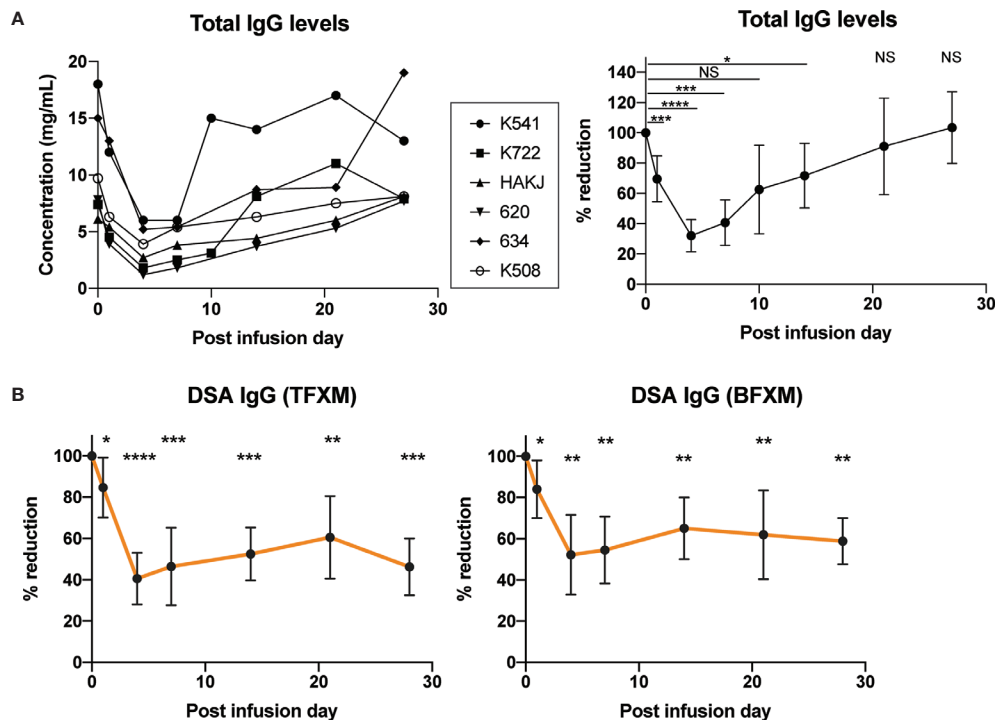 A
Total IgG levels
Concentration (mg/mL)
20
15
10
5
0
0
10
20
30
Post infusion day
K541
K722
HAKJ
620
634
K508
Total IgG levels
% reduction
140
120
100
80
60
40
20
0
*
NS
***
****
***
NS
NS
0
10
20
30
Post infusion day
B
DSA IgG (TFXM)
% reduction
100
80
60
40
20
0
*
****
***
***
**
***
0
10
20
30
Post infusion day
DSA IgG (BFXM)
% reduction
100
80
60
40
20
0
*
**
**
**
**
**
0
10
20
30
Post infusion day